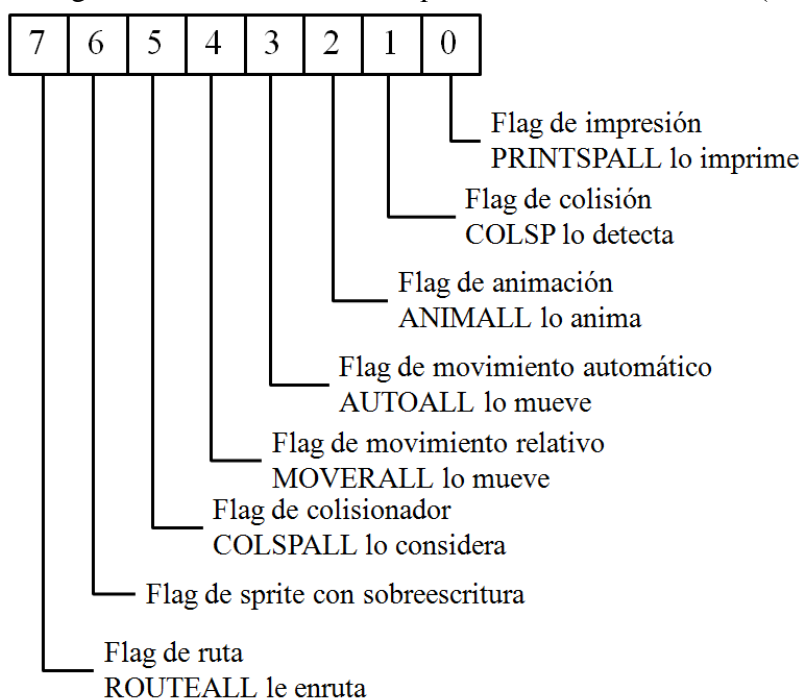 7 6 5 4 3 2 1 0
Flag de impresión
PRINTSPALL lo imprime
Flag de colisión
COLSP lo detecta
Flag de animación
ANIMALL lo anima
Flag de movimiento automático
AUTOALL lo mueve
Flag de movimiento relativo
MOVERALL lo mueve
Flag de colisionador
COLSPALL lo considera
Flag de sprite con sobreescritura
Flag de ruta
ROUTEALL le enruta